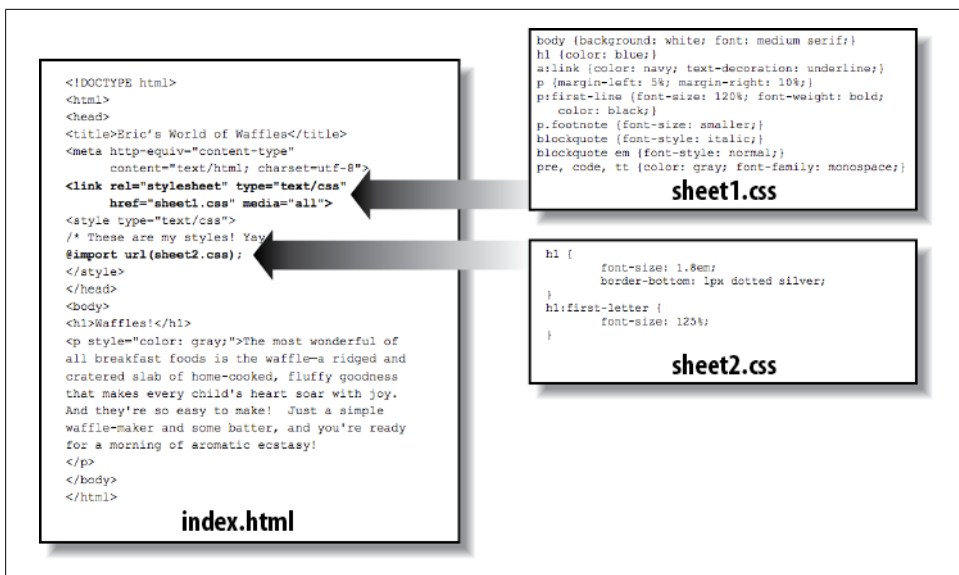 <!DOCTYPE html>
<html>
<head>
<title>Eric's World of Waffles</title>
<meta http-equiv="content-type"
content="text/html; charset=utf-8">
<link rel="stylesheet" type="text/css"
href="sheet1.css" media="all">
<style type="text/css">
/* These are my styles! Yay
@import url(sheet2.css);
</style>
</head>
<body>
<h1>Waffles!</h1>
<p style="color: gray;">The most wonderful of
all breakfast foods is the waffle—a ridged and
cratered slab of home-cooked, fluffy goodness
that makes every child's heart soar with joy.
And they're so easy to make!  Just a simple
waffle-maker and some batter, and you're ready
for a morning of aromatic ecstasy!
</p>
</body>
</html>
index.html
body {background: white; font: medium serif;}
h1 {color: blue;}
a:link {color: navy; text-decoration: underline;}
p {margin-left: 5%; margin-right: 10%;}
p:first-line {font-size: 120%; font-weight: bold;
color: black;}
p.footnote {font-size: smaller;}
blockquote {font-style: italic;}
blockquote em {font-style: normal;}
pre, code, tt {color: gray; font-family: monospace;}
sheet1.css
h1 {
font-size: 1.8em;
border-bottom: 1px dotted silver;
}
h1:first-letter {
font-size: 125%;
}
sheet2.css